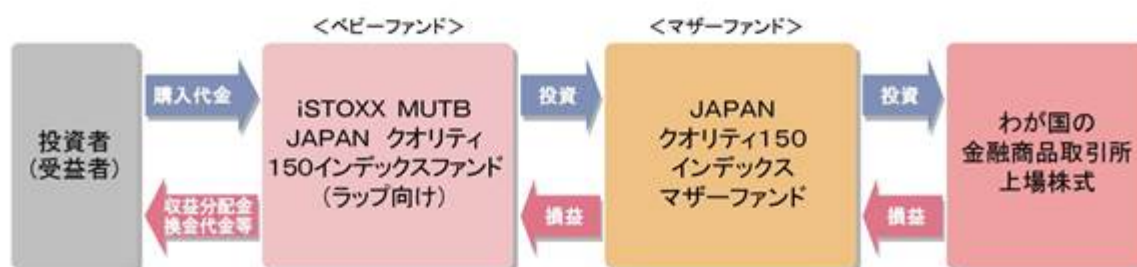 ＜ベビーファンド＞
＜マザーファンド＞
投資者
(受益者)
購入代金
収益分配金
換金代金等
iSTOXX MUTB
JAPAN クオリティ
150インデックスファンド
(ラップ向け)
投資
損益
JAPAN
クオリティ150
インデックス
マザーファンド
投資
損益
わが国の
金融商品取引所
上場株式